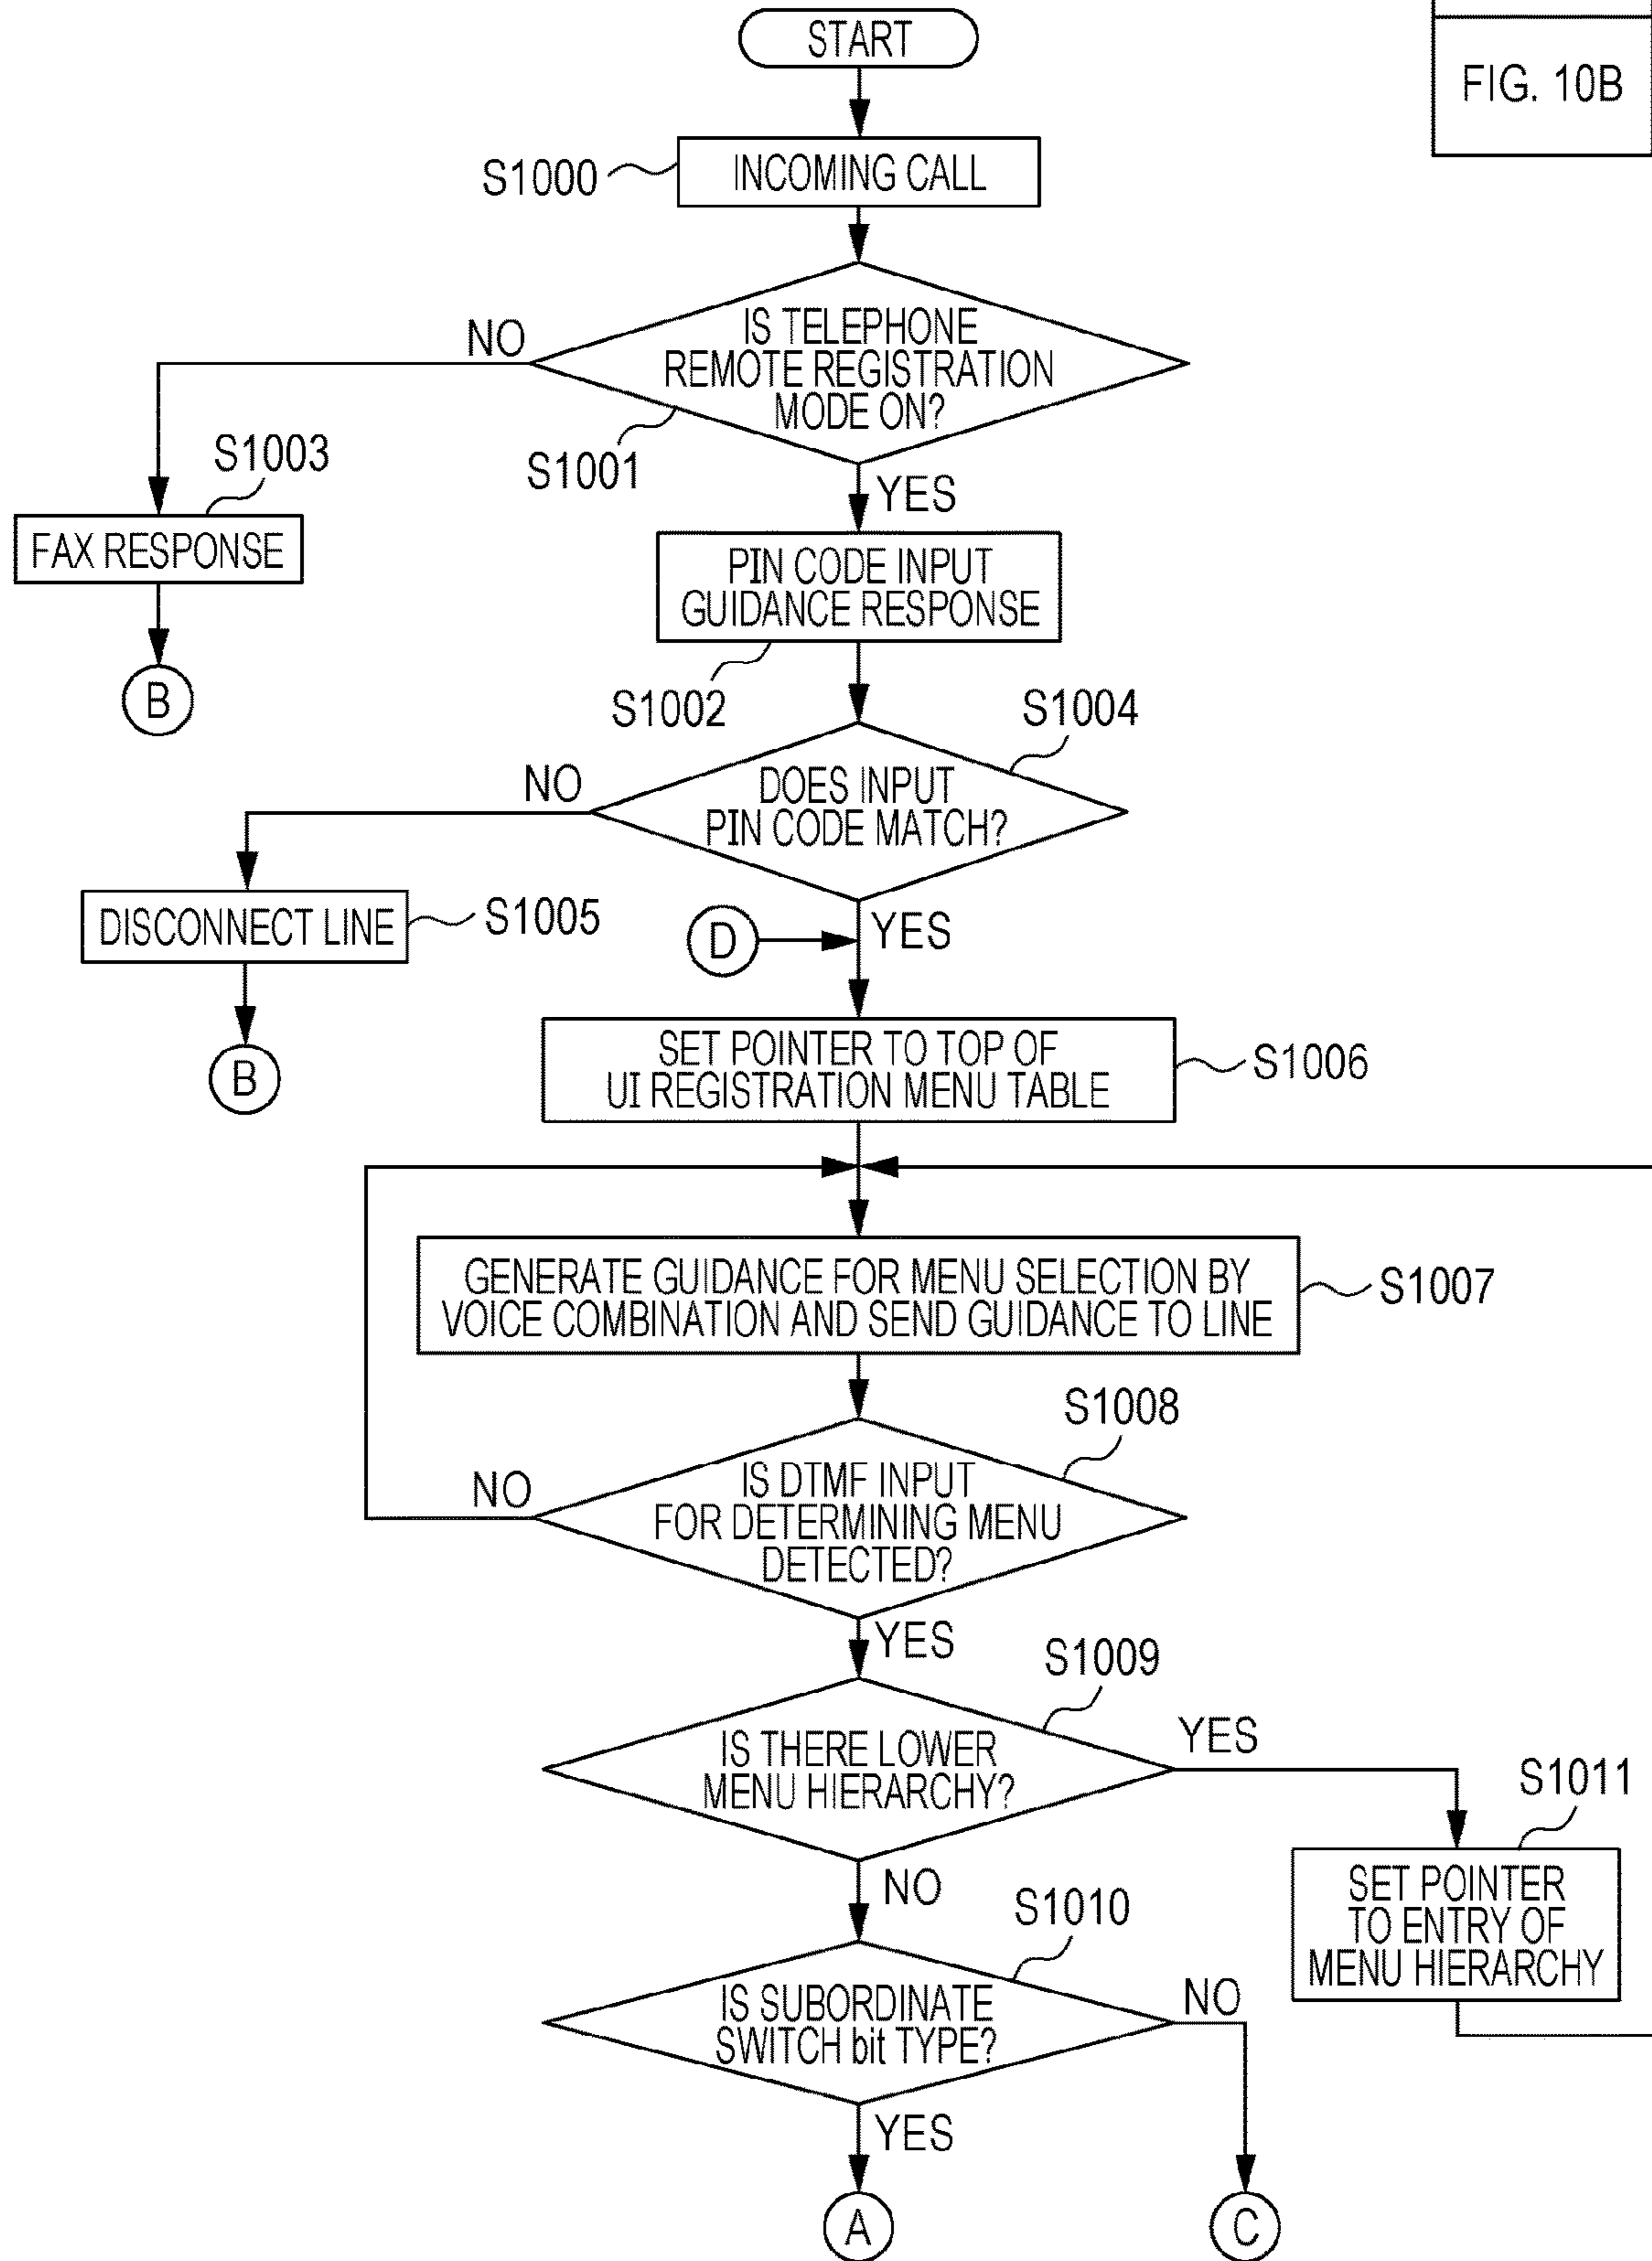 START
FIG. 10B
S1000
INCOMING CALL
IS TELEPHONE
REMOTE REGISTRATION
MODE ON?
NO
S1001
YES
S1003
FAX RESPONSE
B
PIN CODE INPUT
GUIDANCE RESPONSE
S1002
S1004
DOES INPUT
PIN CODE MATCH?
NO
DISCONNECT LINE
S1005
B
D
YES
SET POINTER TO TOP OF
UI REGISTRATION MENU TABLE
S1006
GENERATE GUIDANCE FOR MENU SELECTION BY
VOICE COMBINATION AND SEND GUIDANCE TO LINE
S1007
S1008
IS DTMF INPUT
FOR DETERMINING MENU
DETECTED?
NO
YES
S1009
IS THERE LOWER
MENU HIERARCHY?
YES
S1011
SET POINTER
TO ENTRY OF
MENU HIERARCHY
NO
S1010
IS SUBORDINATE
SWITCH bit TYPE?
NO
YES
A
C